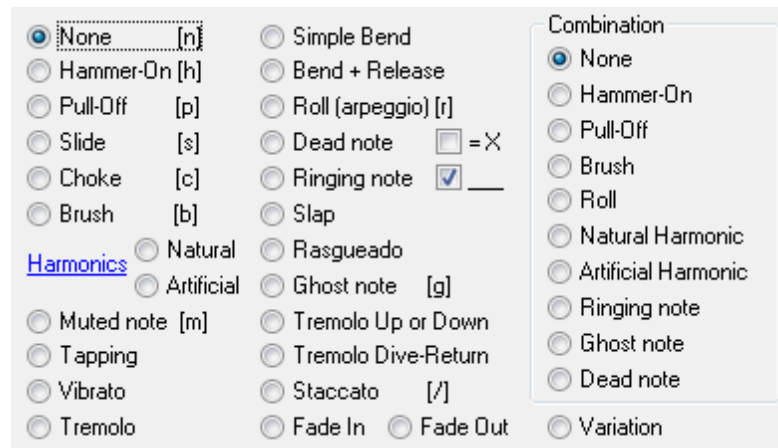 None [n]
Hammer-On [h]
Pull-Off [p]
Slide [s]
Choke [c]
Brush [b]
Harmonics
Natural
Artificial
Muted note [m]
Tapping
Vibrato
Tremolo
Simple Bend
Bend + Release
Roll (arpeggio) [r]
Dead note =X
Ringing note ___
Slap
Rasgueado
Ghost note [g]
Tremolo Up or Down
Tremolo Dive-Return
Staccato [/]
Fade In Fade Out
Combination
None
Hammer-On
Pull-Off
Brush
Roll
Natural Harmonic
Artificial Harmonic
Ringing note
Ghost note
Dead note
Variation